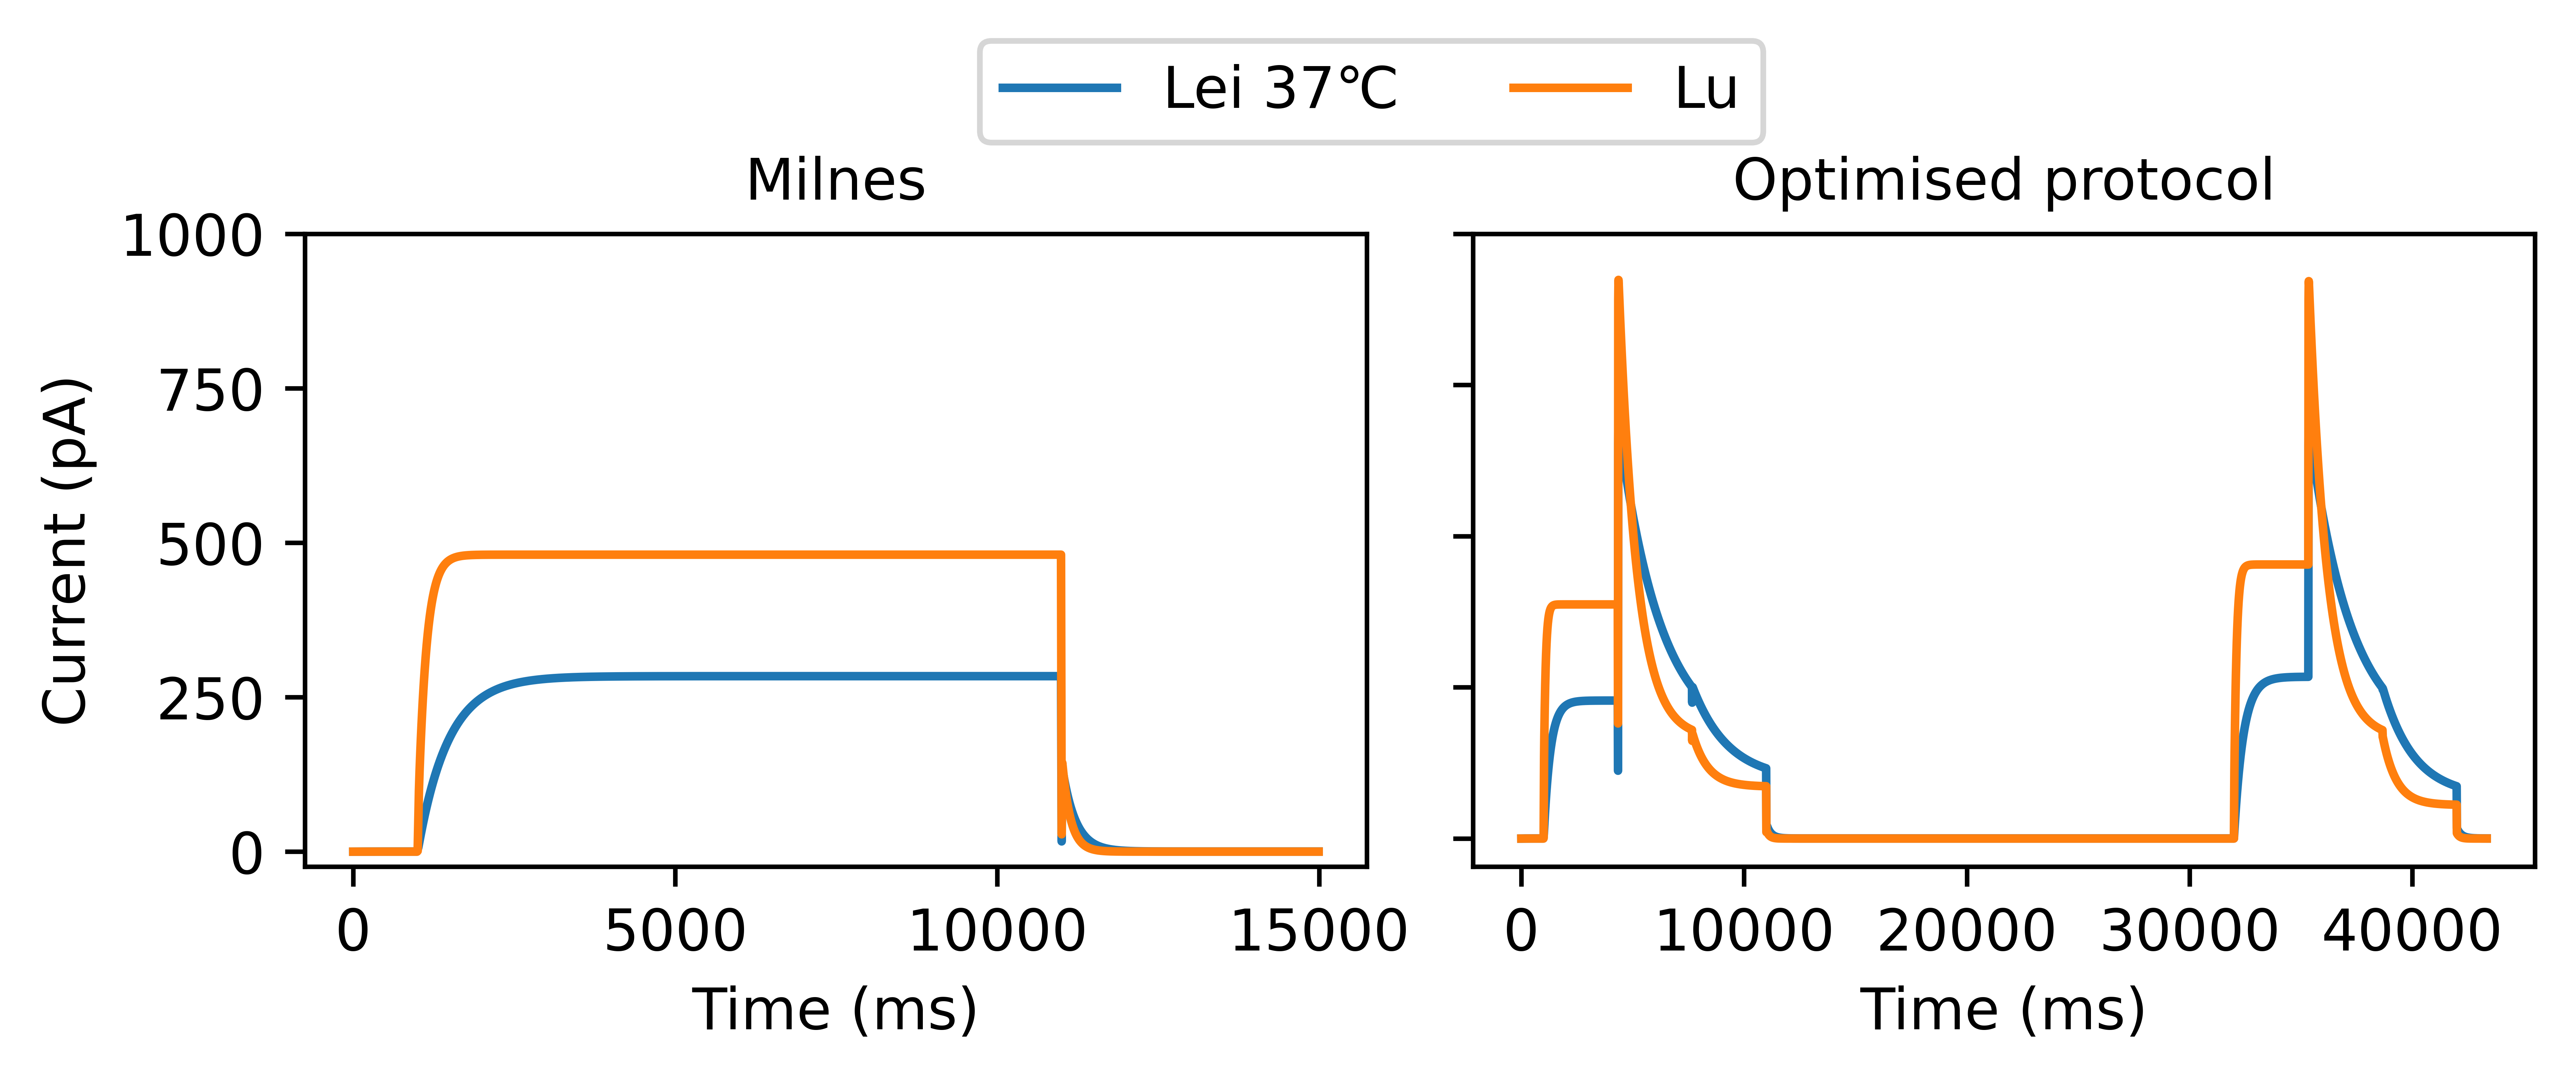 Lei 37°C Lu
Milnes
Optimised protocol
1000
750
500
250
0
Current (pA)
0 5000 10000 15000
0 10000 20000 30000 40000
Time (ms)
Time (ms)